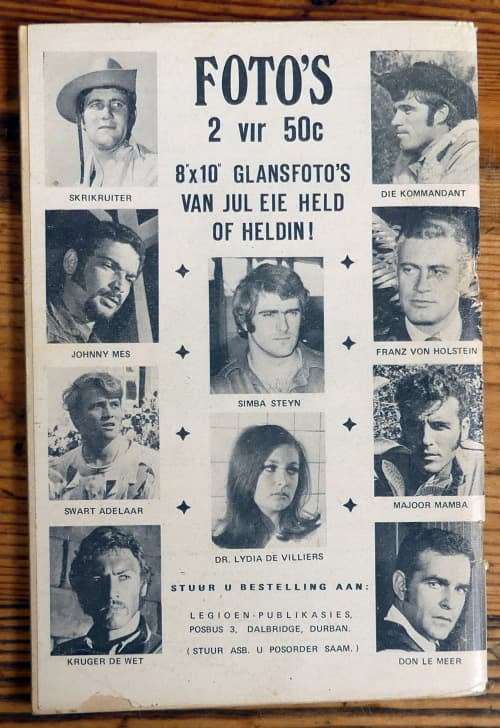 FOTO'S
2 vir 50c
8"x10" GLANSFOTO'S
VAN JUL EIE HELD
OF HELDIN!
SKRIKRUITER
DIE KOMMANDANT
JOHNNY MES
FRANZ VON HOLSTEIN
SIMBA STEYN
SWART ADELAAR
MAJOOR MAMBA
DR. LYDIA DE VILLIERS
KRUGER DE WET
DON LE MEER
STUUR U BESTELLING AAN:
LEGIOEN-PUBLIKASIES,
POSBUS 3, DALBRIDGE, DURBAN.
(STUUR ASB. U POSORDER SAAM.)